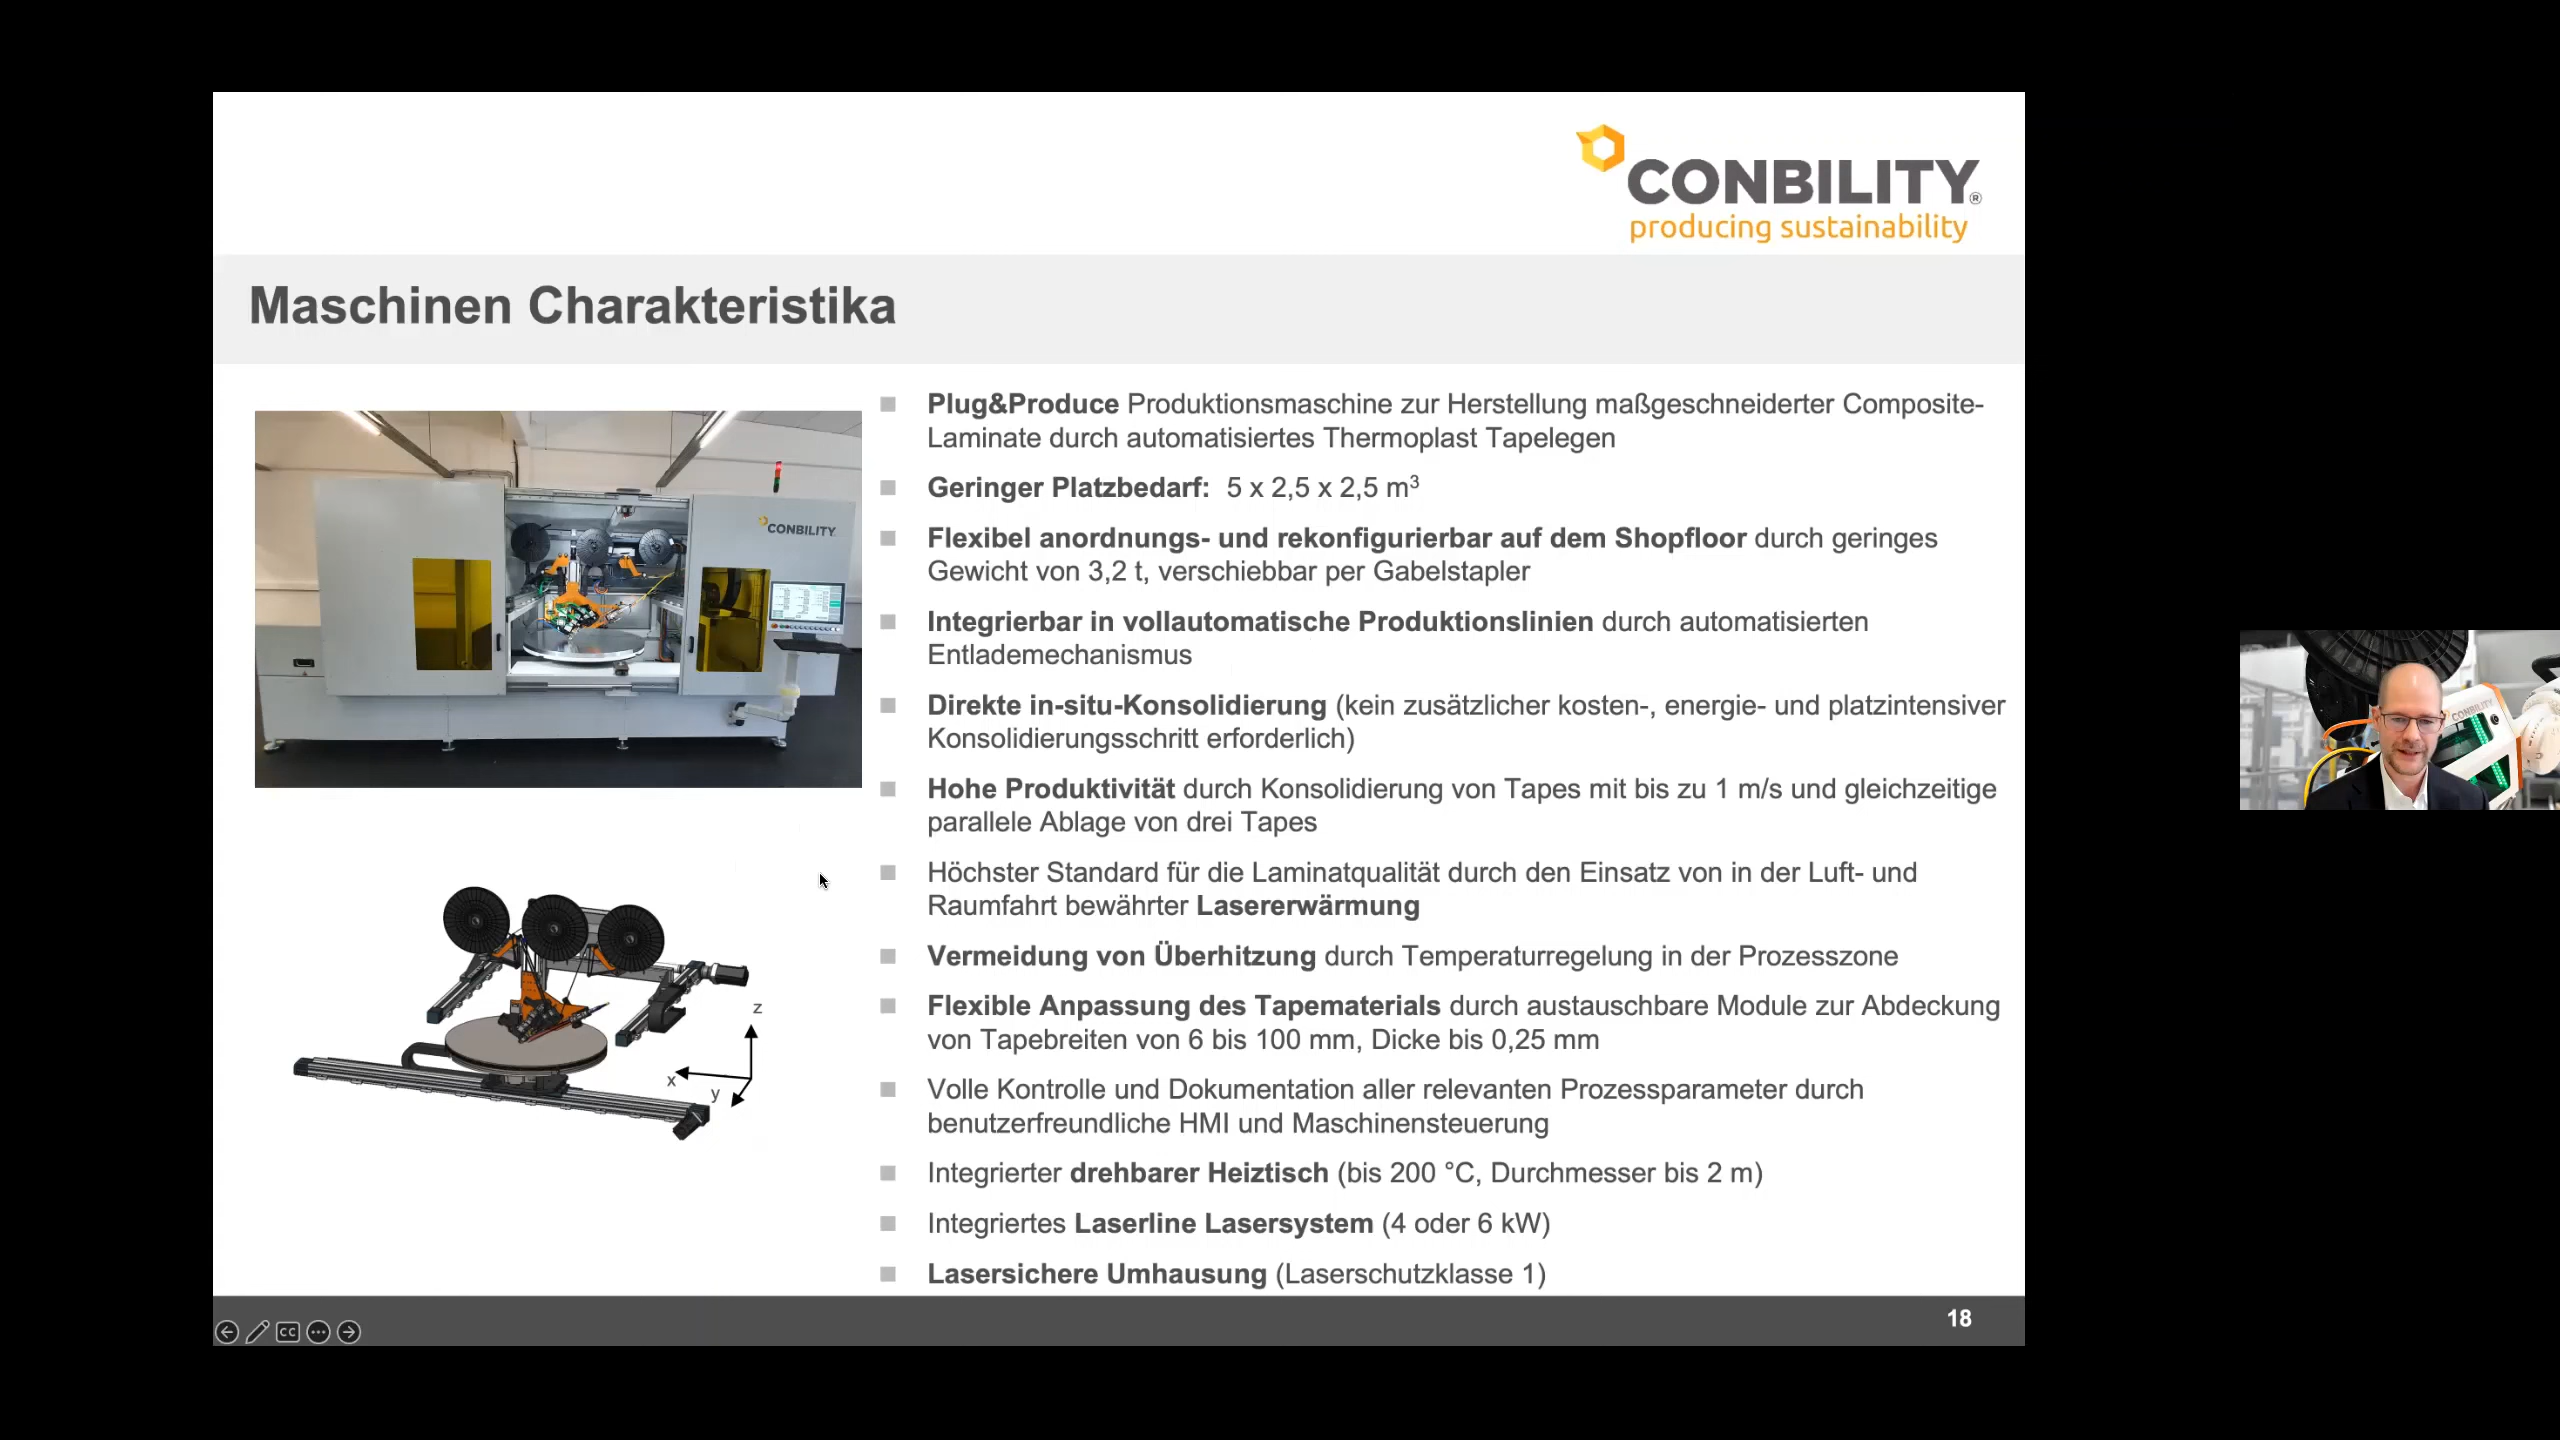 CONBILITY®
producing sustainability
Maschinen Charakteristika
CONBILITY
Plug&Produce Produktionsmaschine zur Herstellung maßgeschneiderter Composite-
Laminate durch automatisiertes Thermoplast Tapelegen
Geringer Platzbedarf: 5 x 2,5 x 2,5 m³
Flexibel anordnungs- und rekonfigurierbar auf dem Shopfloor durch geringes
Gewicht von 3,2 t, verschiebbar per Gabelstapler
Integrierbar in vollautomatische Produktionslinien durch automatisierten
Entlademechanismus
Direkte in-situ-Konsolidierung (kein zusätzlicher kosten-, energie- und platzintensiver
Konsolidierungsschritt erforderlich)
Hohe Produktivität durch Konsolidierung von Tapes mit bis zu 1 m/s und gleichzeitige
parallele Ablage von drei Tapes
Höchster Standard für die Laminatqualität durch den Einsatz von in der Luft- und
Raumfahrt bewährter Lasererwärmung
Vermeidung von Überhitzung durch Temperaturregelung in der Prozesszone
Flexible Anpassung des Tapematerials durch austauschbare Module zur Abdeckung
von Tapebreiten von 6 bis 100 mm, Dicke bis 0,25 mm
Volle Kontrolle und Dokumentation aller relevanten Prozessparameter durch
benutzerfreundliche HMI und Maschinensteuerung
Integrierter drehbarer Heiztisch (bis 200 °C, Durchmesser bis 2 m)
Integriertes Laserline Lasersystem (4 oder 6 kW)
Lasersichere Umhausung (Laserschutzklasse 1)
z
x
y
CONBILITY
CC
18